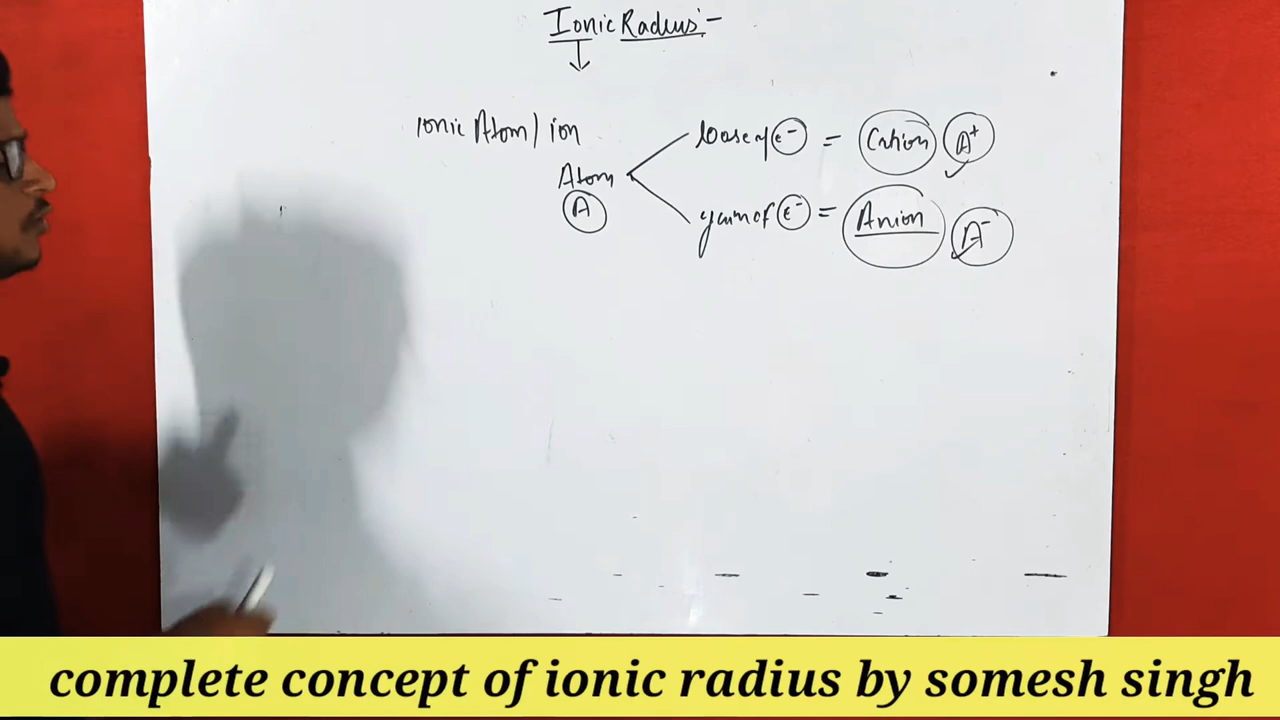 Ionic Radius:-
ionic Atom / ion
loose of e- = Cation A+
Atom
A
gain of e- = Anion A-
complete concept of ionic radius by somesh singh